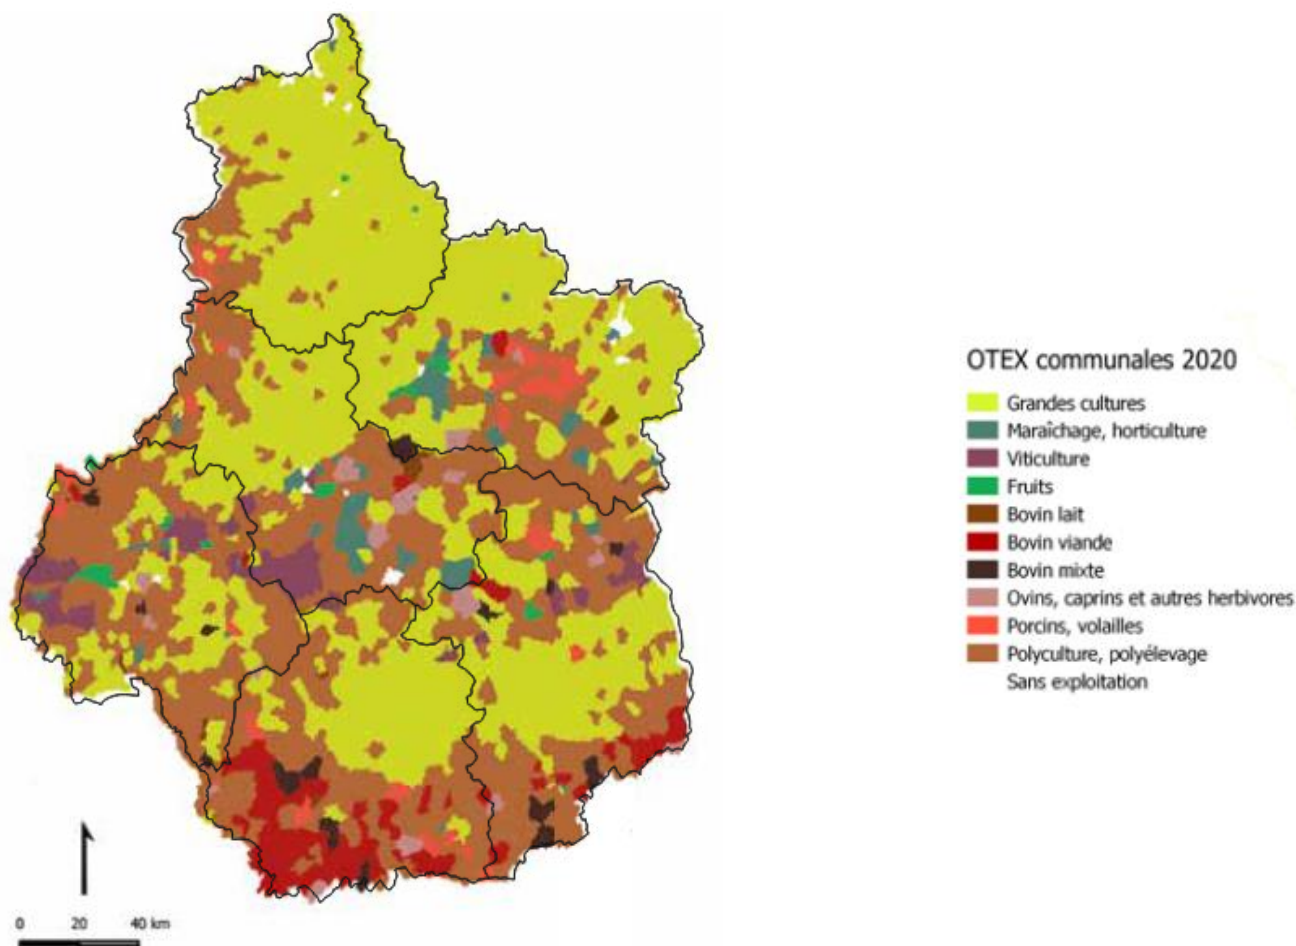 OTEX communales 2020
Grandes cultures
Maraîchage, horticulture
Viticulture
Fruits
Bovin lait
Bovin viande
Bovin mixte
Ovins, caprins et autres herbivores
Porcins, volailles
Polyculture, polyélevage
Sans exploitation
0 20 40 km